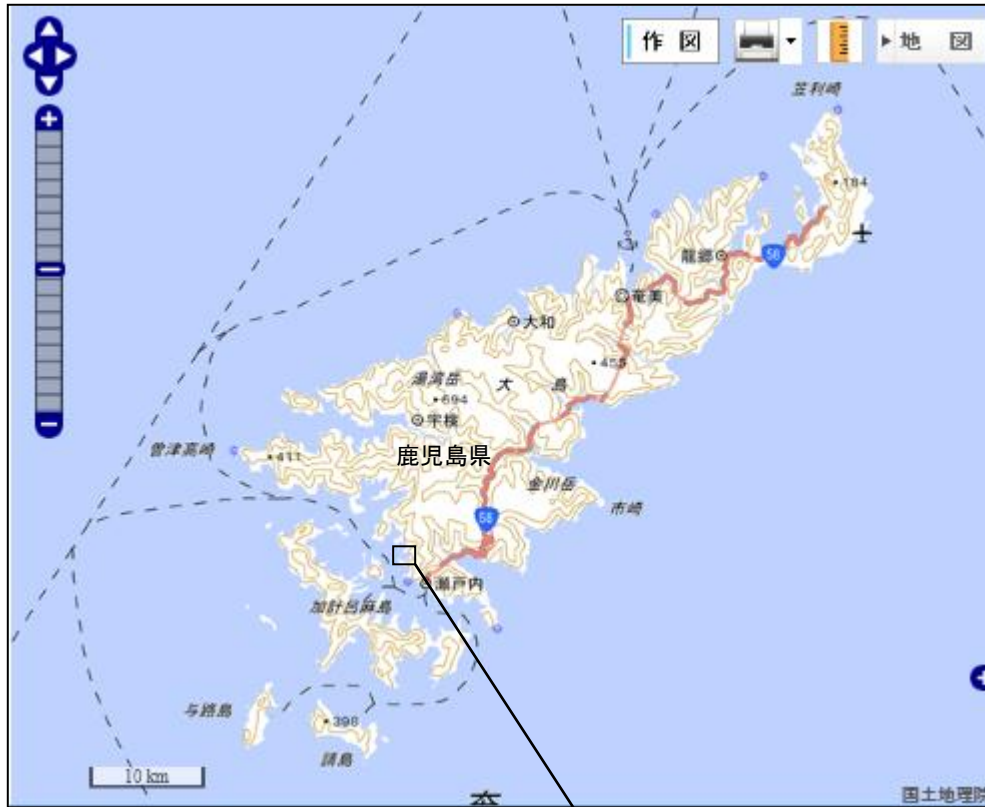 作 図
地 図
笠利崎
184
龍郷
58
奄美
大和
455
湯湾岳
大 島
694
宇検
曽津高崎
411
鹿児島県
金川岳
市崎
58
瀬戸内
加計呂麻島
与路島
398
請島
10 km
国土地理院